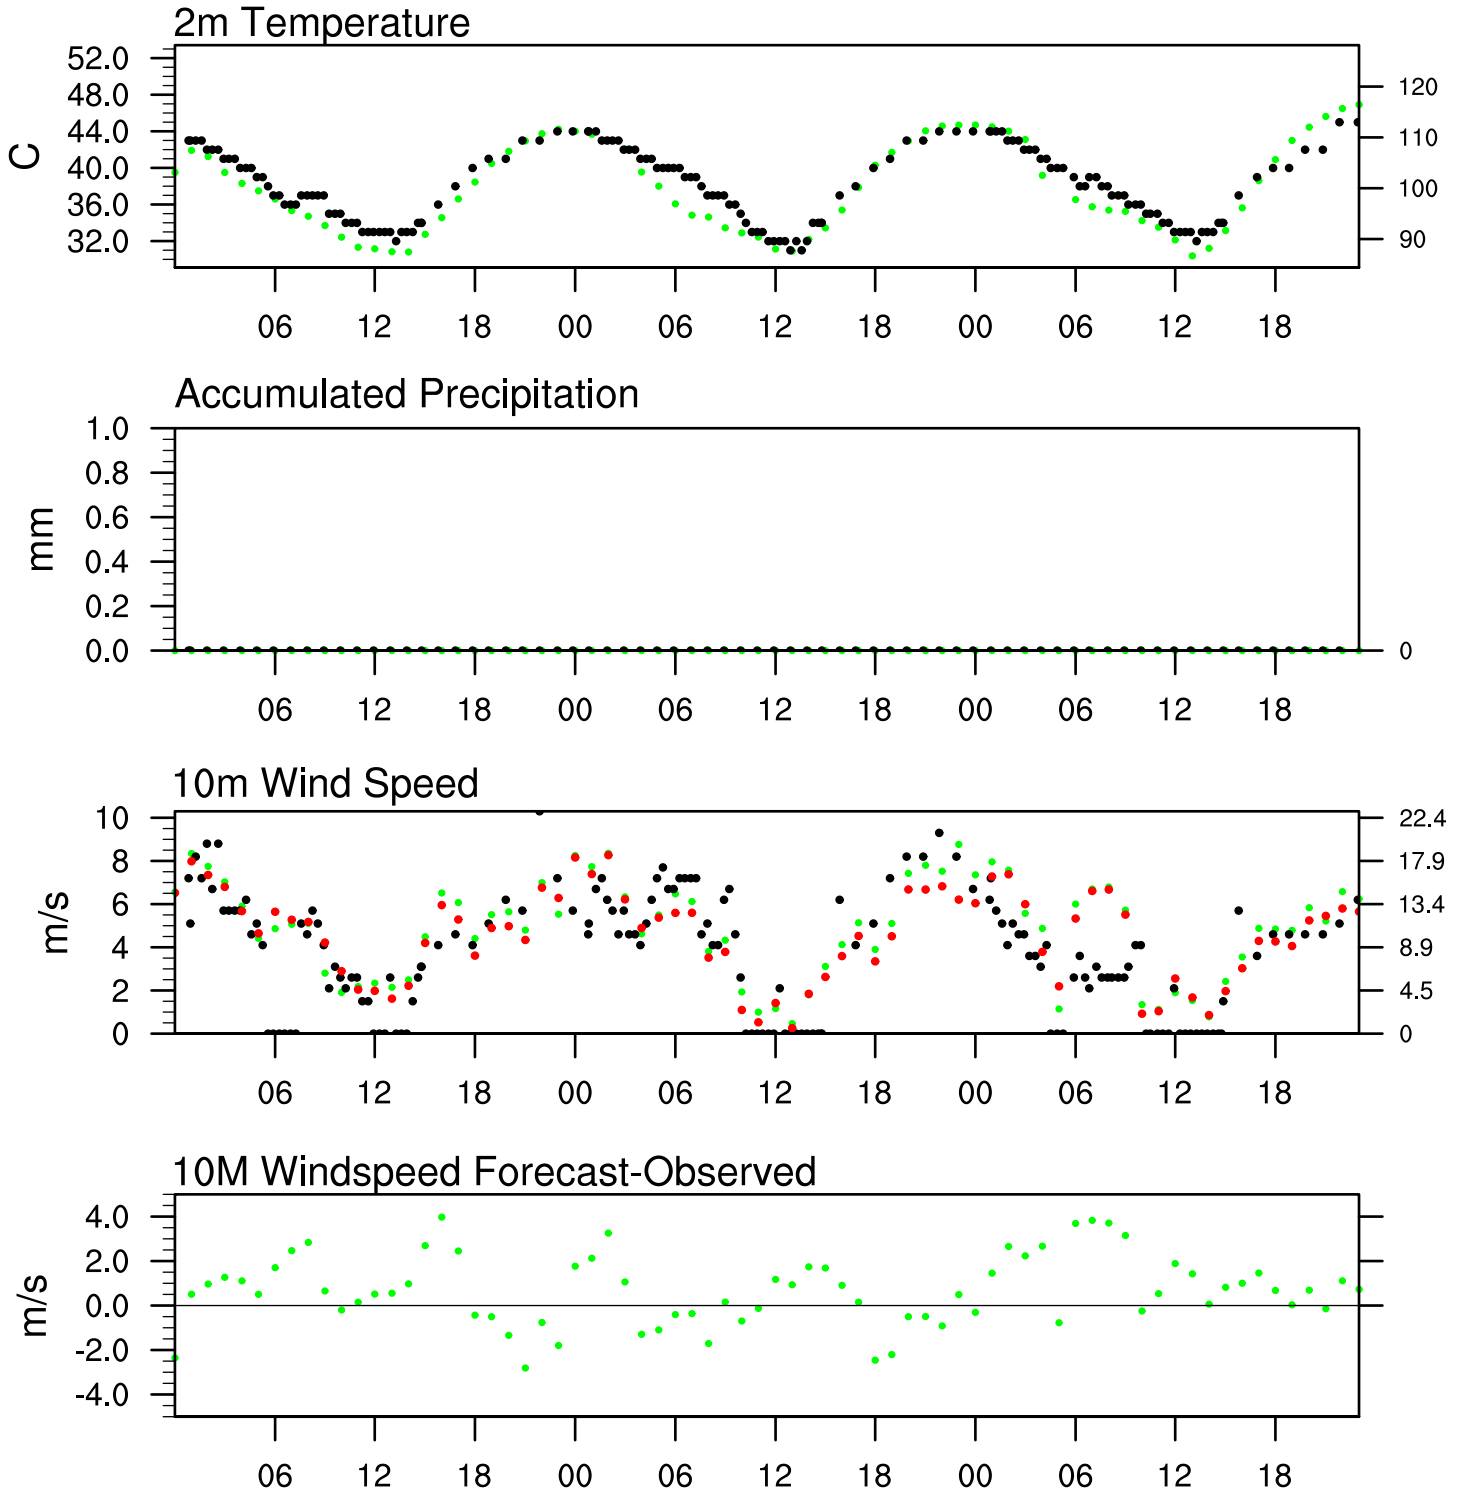 2m Temperature
52.0
48.0
44.0
40.0
36.0
32.0
C
120
110
100
90
06 12 18 00 06 12 18 00 06 12 18
Accumulated Precipitation
1.0
0.8
0.6
0.4
0.2
0.0
mm
0
06 12 18 00 06 12 18 00 06 12 18
10m Wind Speed
10
8
6
4
2
0
m/s
22.4
17.9
13.4
8.9
4.5
0
06 12 18 00 06 12 18 00 06 12 18
10M Windspeed Forecast-Observed
4.0
2.0
0.0
-2.0
-4.0
m/s
06 12 18 00 06 12 18 00 06 12 18